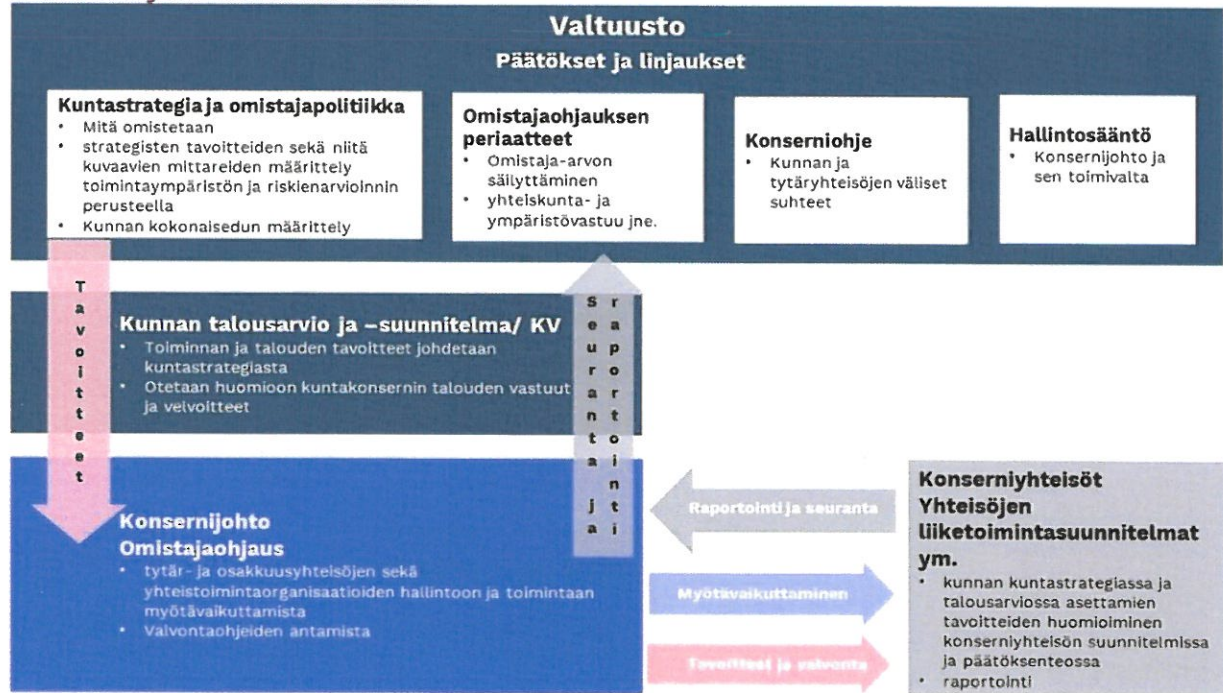 Valtuusto
Päätökset ja linjaukset
Kuntastrategia ja omistajapolitiikka
• Mitä omistetaan
• strategisten tavoitteiden sekä niitä
kuvaavien mittareiden määrittely
toimintaympäristön ja riskienarvioinnin
perusteella
• Kunnan kokonaisedun määrittely
Omistajaohjauksen
periaatteet
• Omistaja-arvon
säilyttäminen
• yhteiskunta- ja
ympäristövastuu jne.
Konserniohje
• Kunnan ja
tytäryhteisöjen väliset
suhteet
Hallintosääntö
• Konsernijohto ja
sen toimivalta
Tavoitteet
Seuranta ja
raportointi
Kunnan talousarvio ja –suunnitelma/ KV
• Toiminnan ja talouden tavoitteet johdetaan
kuntastrategiasta
• Otetaan huomioon kuntakonsernin talouden vastuut
ja velvoitteet
Konsernijohto
Omistajaohjaus
• tytär- ja osakkuusyhteisöjen sekä
yhteistoimintaorganisaatioiden hallintoon ja toimintaan
myötävaikuttamista
• Valvontaohjeiden antamista
Raportointi ja seuranta
Myötävaikuttaminen
Tavoitteet ja valvonta
Konserniyhteisöt
Yhteisöjen
liiketoimintasuunnitelmat
ym.
• kunnan kuntastrategiassa ja
talousarviossa asettamien
tavoitteiden huomioiminen
konserniyhteisön suunnitelmissa
ja päätöksenteossa
• raportointi